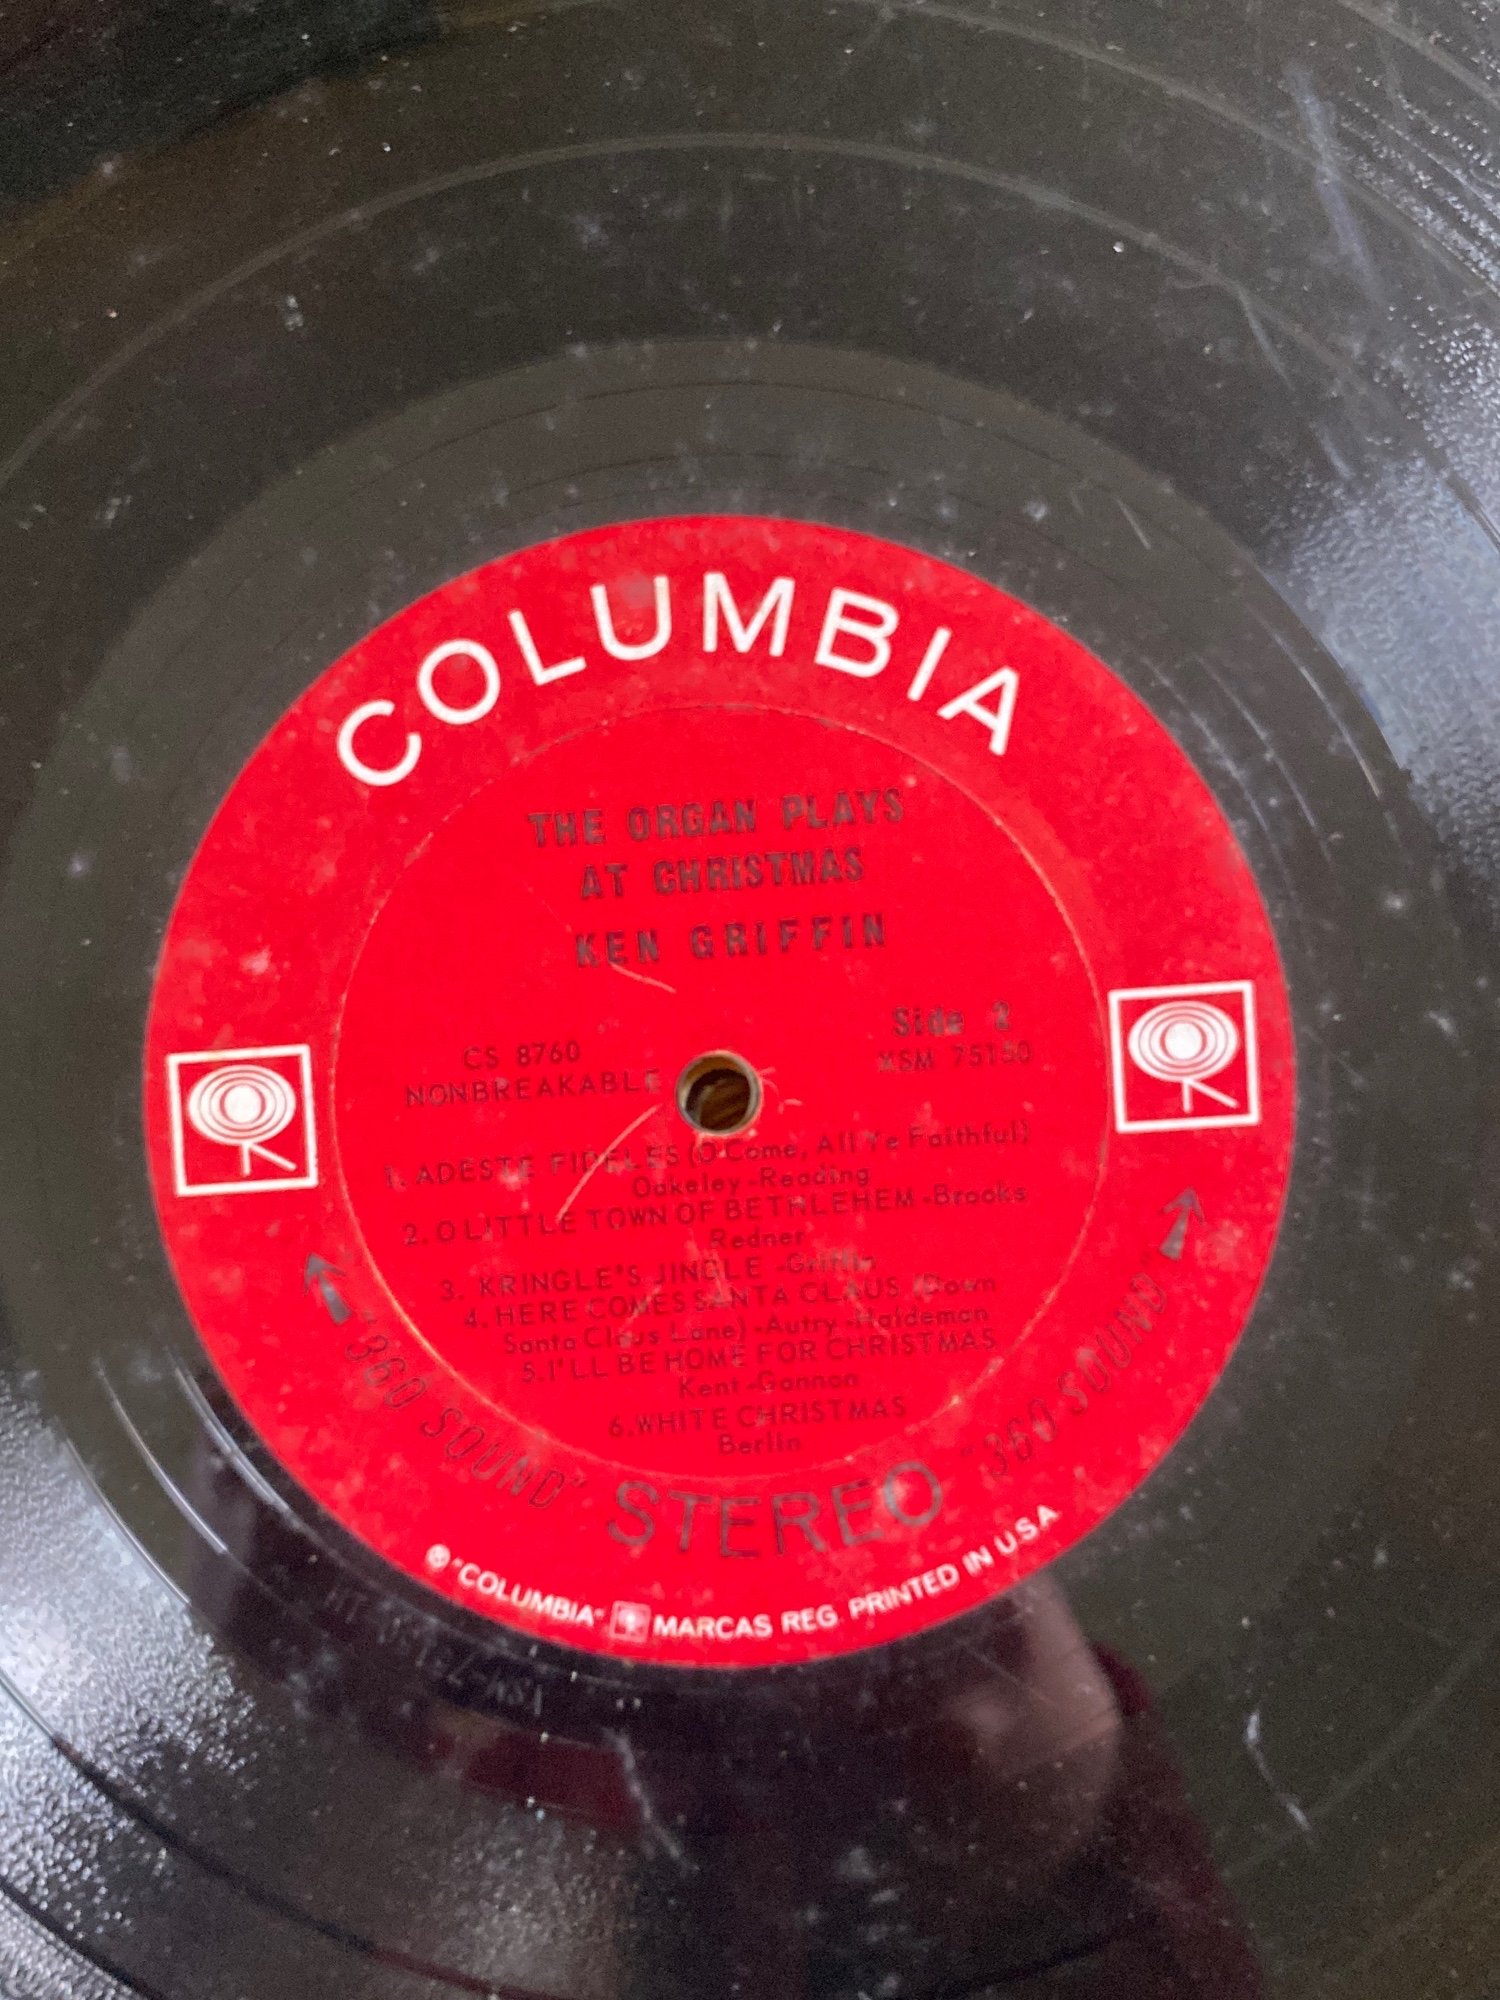 COLUMBIA
THE ORGAN PLAYS
AT CHRISTMAS
KEN GRIFFIN
Side 2
CS 8760
XSM 75150
NONBREAKABLE
1. ADESTE FIDELES (O Come, All Ye Faithful)
Oakeley -Reading
2. O LITTLE TOWN OF BETHLEHEM -Brooks
Redner
3. KRINGLE'S JINGLE -Griffin
4. HERE COMES SANTA CLAUS (Down
Santa Claus Lane) -Autry -Haldeman
5. I'LL BE HOME FOR CHRISTMAS
Kent -Gannon
6. WHITE CHRISTMAS
Berlin
"360 SOUND" STEREO "360 SOUND"
® "COLUMBIA" MARCAS REG. PRINTED IN U.S.A.